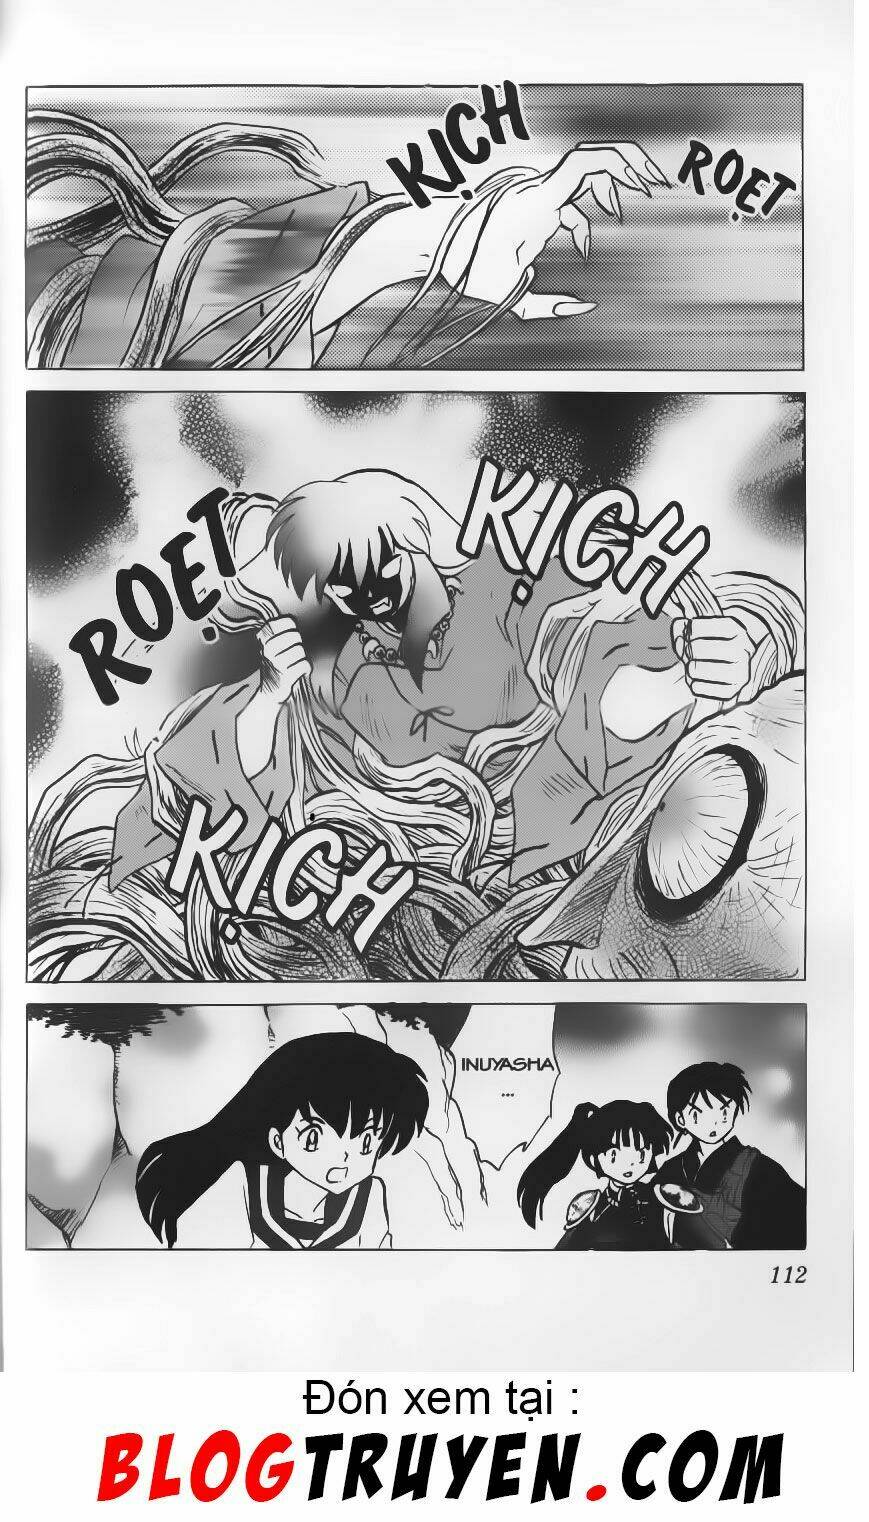 KỊCH
ROẸT
ROẸT
KỊCH
KỊCH
INUYASHA
...
112
Đón xem tại :
BLOGTRUYEN.COM